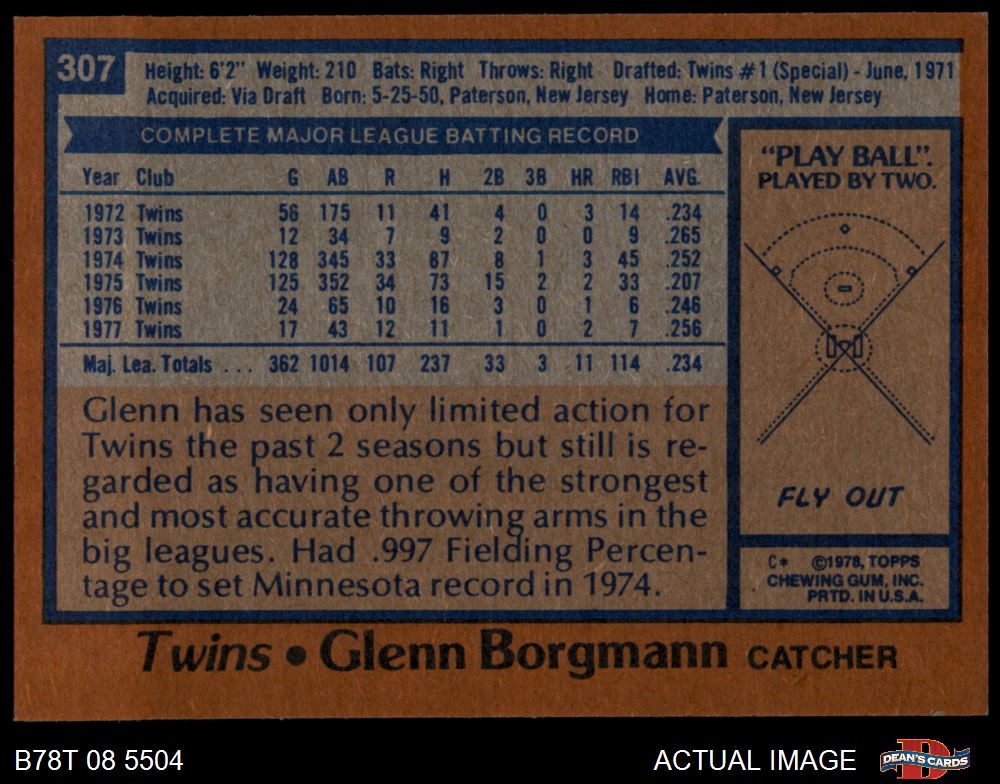 307
Height: 6'2" Weight: 210 Bats: Right Throws: Right Drafted: Twins #1 (Special) - June, 1971
Acquired: Via Draft Born: 5-25-50, Paterson, New Jersey Home: Paterson, New Jersey
COMPLETE MAJOR LEAGUE BATTING RECORD
Year Club G AB R H 2B 3B HR RBI AVG.
1972 Twins 56 175 11 41 4 0 3 14 .234
1973 Twins 12 34 7 9 2 0 0 9 .265
1974 Twins 128 345 33 87 8 1 3 45 .252
1975 Twins 125 352 34 73 15 2 2 33 .207
1976 Twins 24 65 10 16 3 0 1 6 .246
1977 Twins 17 43 12 11 1 0 2 7 .256
Maj. Lea. Totals . . . 362 1014 107 237 33 3 11 114 .234
Glenn has seen only limited action for
Twins the past 2 seasons but still is re-
garded as having one of the strongest
and most accurate throwing arms in the
big leagues. Had .997 Fielding Percen-
tage to set Minnesota record in 1974.
"PLAY BALL".
PLAYED BY TWO.
FLY OUT
C* ©1978, TOPPS
CHEWING GUM, INC.
PRTD. IN U.S.A.
Twins • Glenn Borgmann CATCHER
B78T 08 5504
ACTUAL IMAGE
DEAN'S CARDS